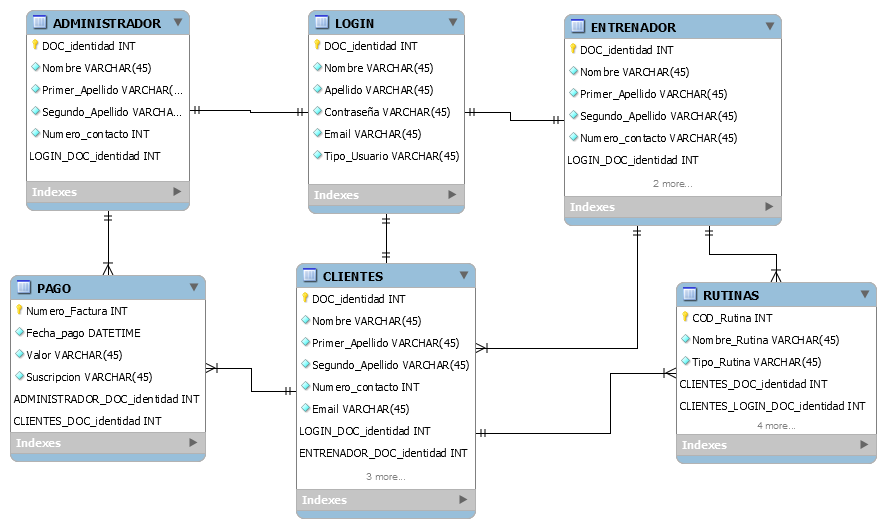 ADMINISTRADOR
DOC_identidad INT
Nombre VARCHAR(45)
Primer_Apellido VARCHAR(...
Segundo_Apellido VARCHA...
Numero_contacto INT
LOGIN_DOC_identidad INT
Indexes
LOGIN
DOC_identidad INT
Nombre VARCHAR(45)
Apellido VARCHAR(45)
Contraseña VARCHAR(45)
Email VARCHAR(45)
Tipo_Usuario VARCHAR(45)
Indexes
ENTRENADOR
DOC_identidad INT
Nombre VARCHAR(45)
Primer_Apellido VARCHAR(45)
Segundo_Apellido VARCHAR(45)
Numero_contacto VARCHAR(45)
LOGIN_DOC_identidad INT
2 more...
Indexes
PAGO
Numero_Factura INT
Fecha_pago DATETIME
Valor VARCHAR(45)
Suscripcion VARCHAR(45)
ADMINISTRADOR_DOC_identidad INT
CLIENTES_DOC_identidad INT
Indexes
CLIENTES
DOC_identidad INT
Nombre VARCHAR(45)
Primer_Apellido VARCHAR(45)
Segundo_Apellido VARCHAR(45)
Numero_contacto INT
Email VARCHAR(45)
LOGIN_DOC_identidad INT
ENTRENADOR_DOC_identidad INT
3 more...
Indexes
RUTINAS
COD_Rutina INT
Nombre_Rutina VARCHAR(45)
Tipo_Rutina VARCHAR(45)
CLIENTES_DOC_identidad INT
CLIENTES_LOGIN_DOC_identidad INT
4 more...
Indexes